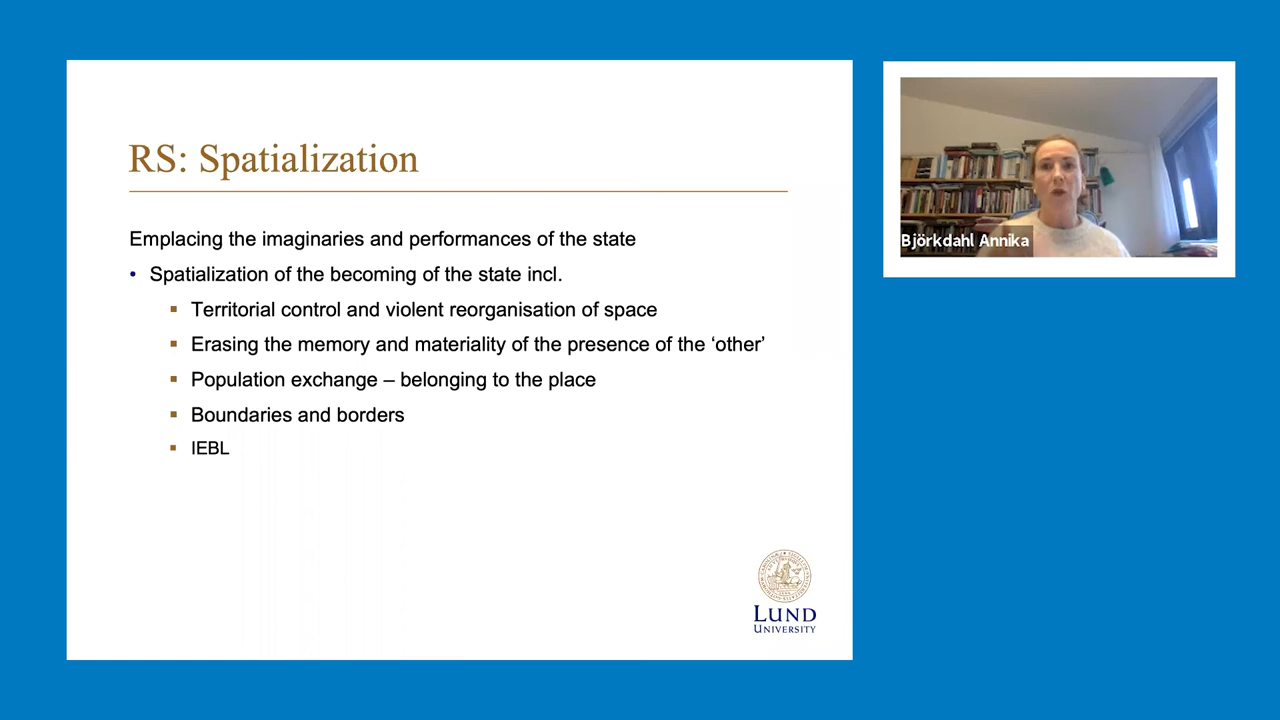 RS: Spatialization
Emplacing the imaginaries and performances of the state
• Spatialization of the becoming of the state incl.
▪ Territorial control and violent reorganisation of space
▪ Erasing the memory and materiality of the presence of the ‘other’
▪ Population exchange – belonging to the place
▪ Boundaries and borders
▪ IEBL
LUND
UNIVERSITY
Björkdahl Annika